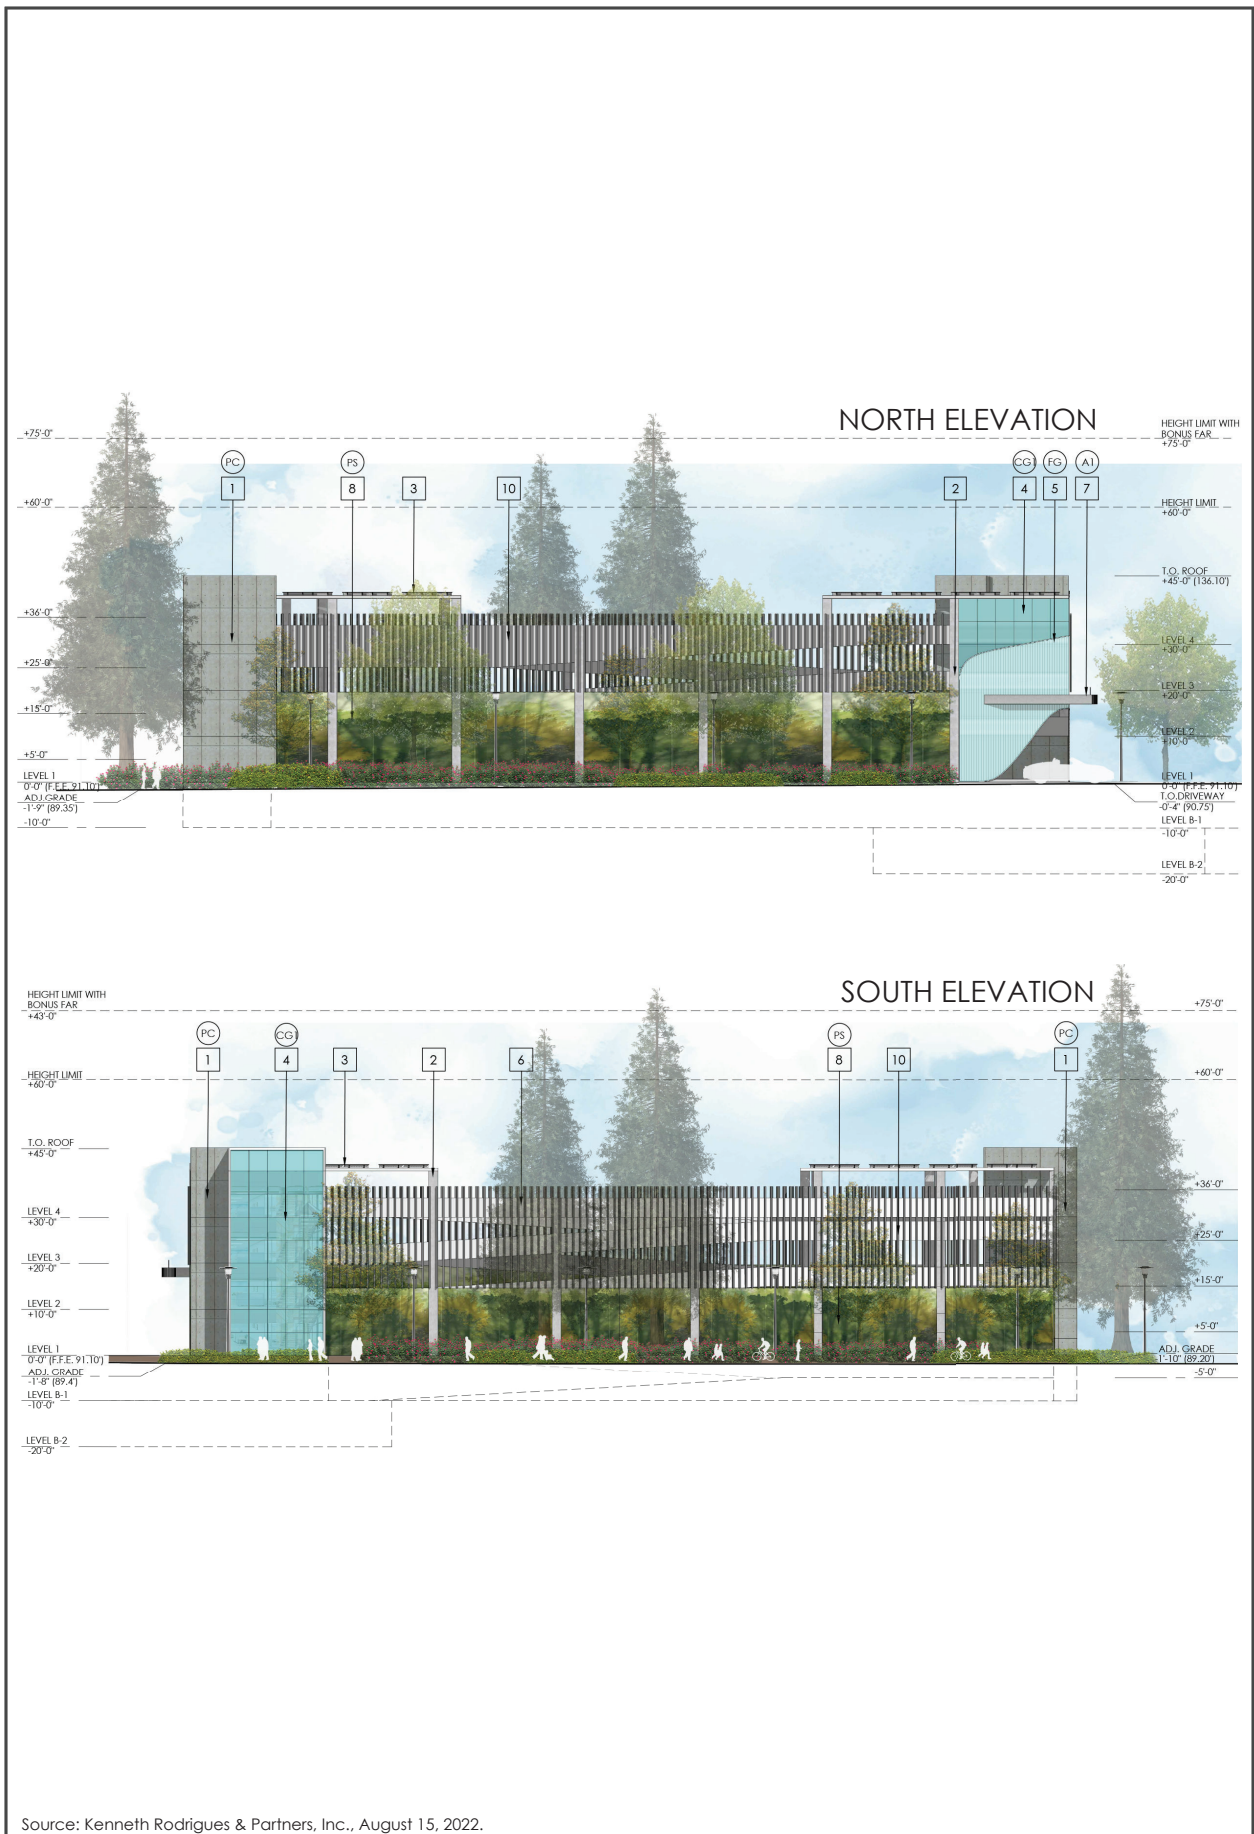 NORTH ELEVATION
HEIGHT LIMIT WITH
BONUS FAR
+75'-0"
+75'-0"
PC
PS
CG1
FG
A1
1
8
3
10
2
4
5
7
+60'-0"
HEIGHT LIMIT
+60'-0"
T.O. ROOF
+45'-0" (136.10')
+36'-0"
LEVEL 4
+30'-0"
+25'-0"
LEVEL 3
+20'-0"
+15'-0"
LEVEL 2
+10'-0"
+5'-0"
LEVEL 1
0'-0" (F.F.E. 91.10')
ADJ.GRADE
-1'-9" (89.35')
-10'-0"
LEVEL 1
0'-0" (F.F.E. 91.10')
T.O.DRIVEWAY
-0'-4" (90.75')
LEVEL B-1
-10'-0"
LEVEL B-2
-20'-0"
SOUTH ELEVATION
HEIGHT LIMIT WITH
BONUS FAR
+43'-0"
+75'-0"
PC
CG1
PS
PC
1
4
3
2
6
8
10
1
HEIGHT LIMIT
+60'-0"
+60'-0"
T.O. ROOF
+45'-0"
+36'-0"
LEVEL 4
+30'-0"
+25'-0"
LEVEL 3
+20'-0"
+15'-0"
LEVEL 2
+10'-0"
+5'-0"
LEVEL 1
0'-0" (F.F.E. 91.10')
ADJ. GRADE
-1'-8" (89.4')
LEVEL B-1
-10'-0"
LEVEL B-2
-20'-0"
ADJ. GRADE
-1'-10" (89.20')
-5'-0"
Source: Kenneth Rodrigues & Partners, Inc., August 15, 2022.